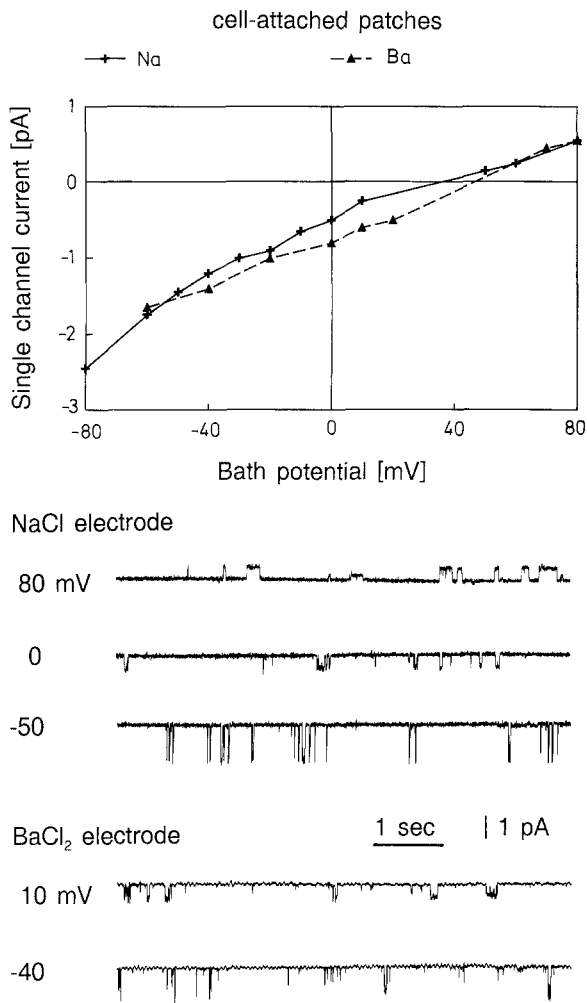 cell-attached patches
Na Ba
Single channel current [pA]
1
0
-1
-2
-3
-80 -40 0 40 80
Bath potential [mV]
NaCl electrode
80 mV
0
-50
BaCl₂ electrode 1 sec 1 pA
10 mV
-40